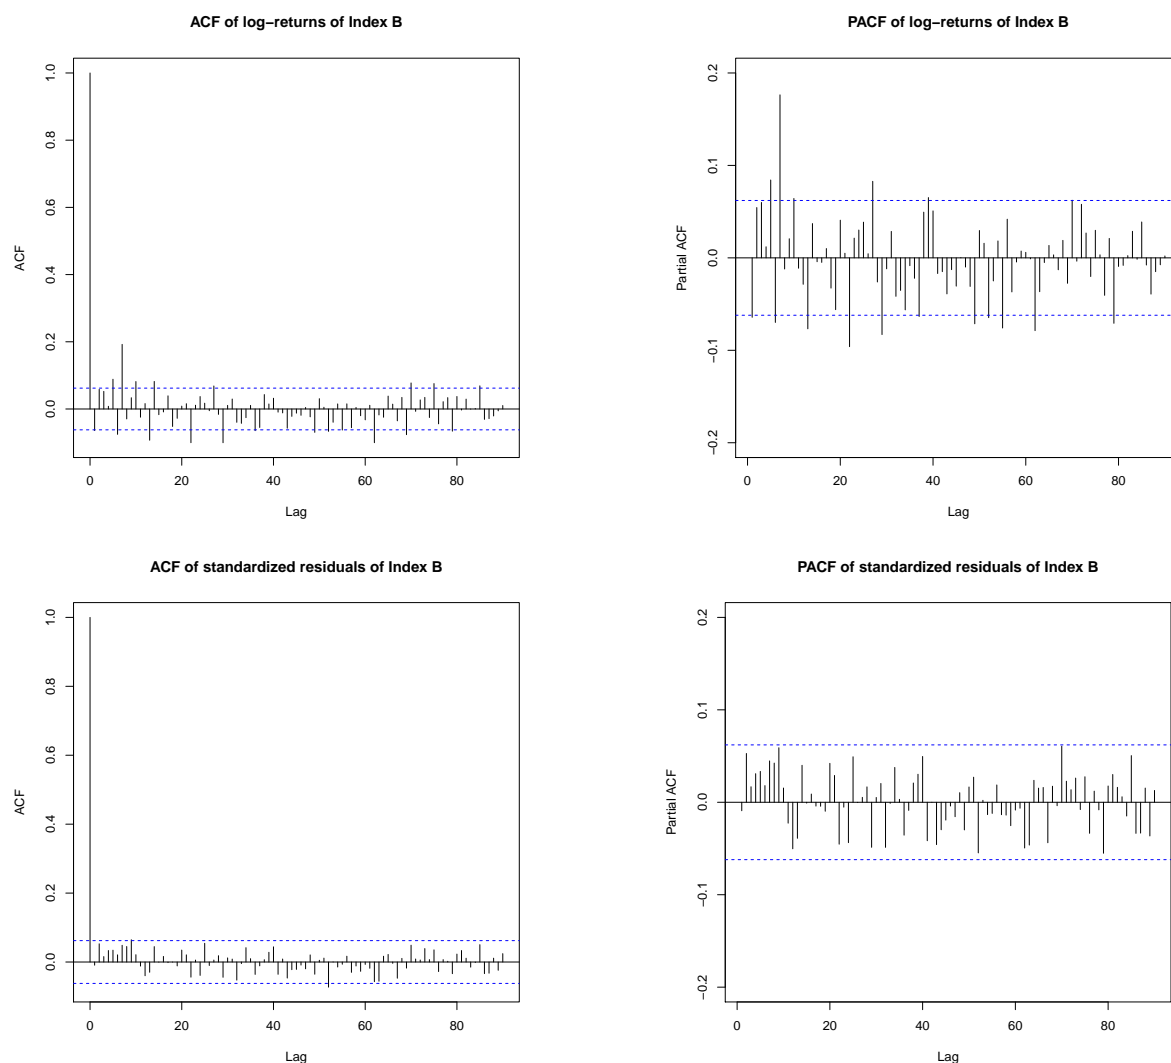 ACF of log−returns of Index B
ACF
0.0 0.2 0.4 0.6 0.8 1.0
0 20 40 60 80
Lag
PACF of log−returns of Index B
Partial ACF
−0.2 −0.1 0.0 0.1 0.2
0 20 40 60 80
Lag
ACF of standardized residuals of Index B
ACF
0.0 0.2 0.4 0.6 0.8 1.0
0 20 40 60 80
Lag
PACF of standardized residuals of Index B
Partial ACF
−0.2 −0.1 0.0 0.1 0.2
0 20 40 60 80
Lag